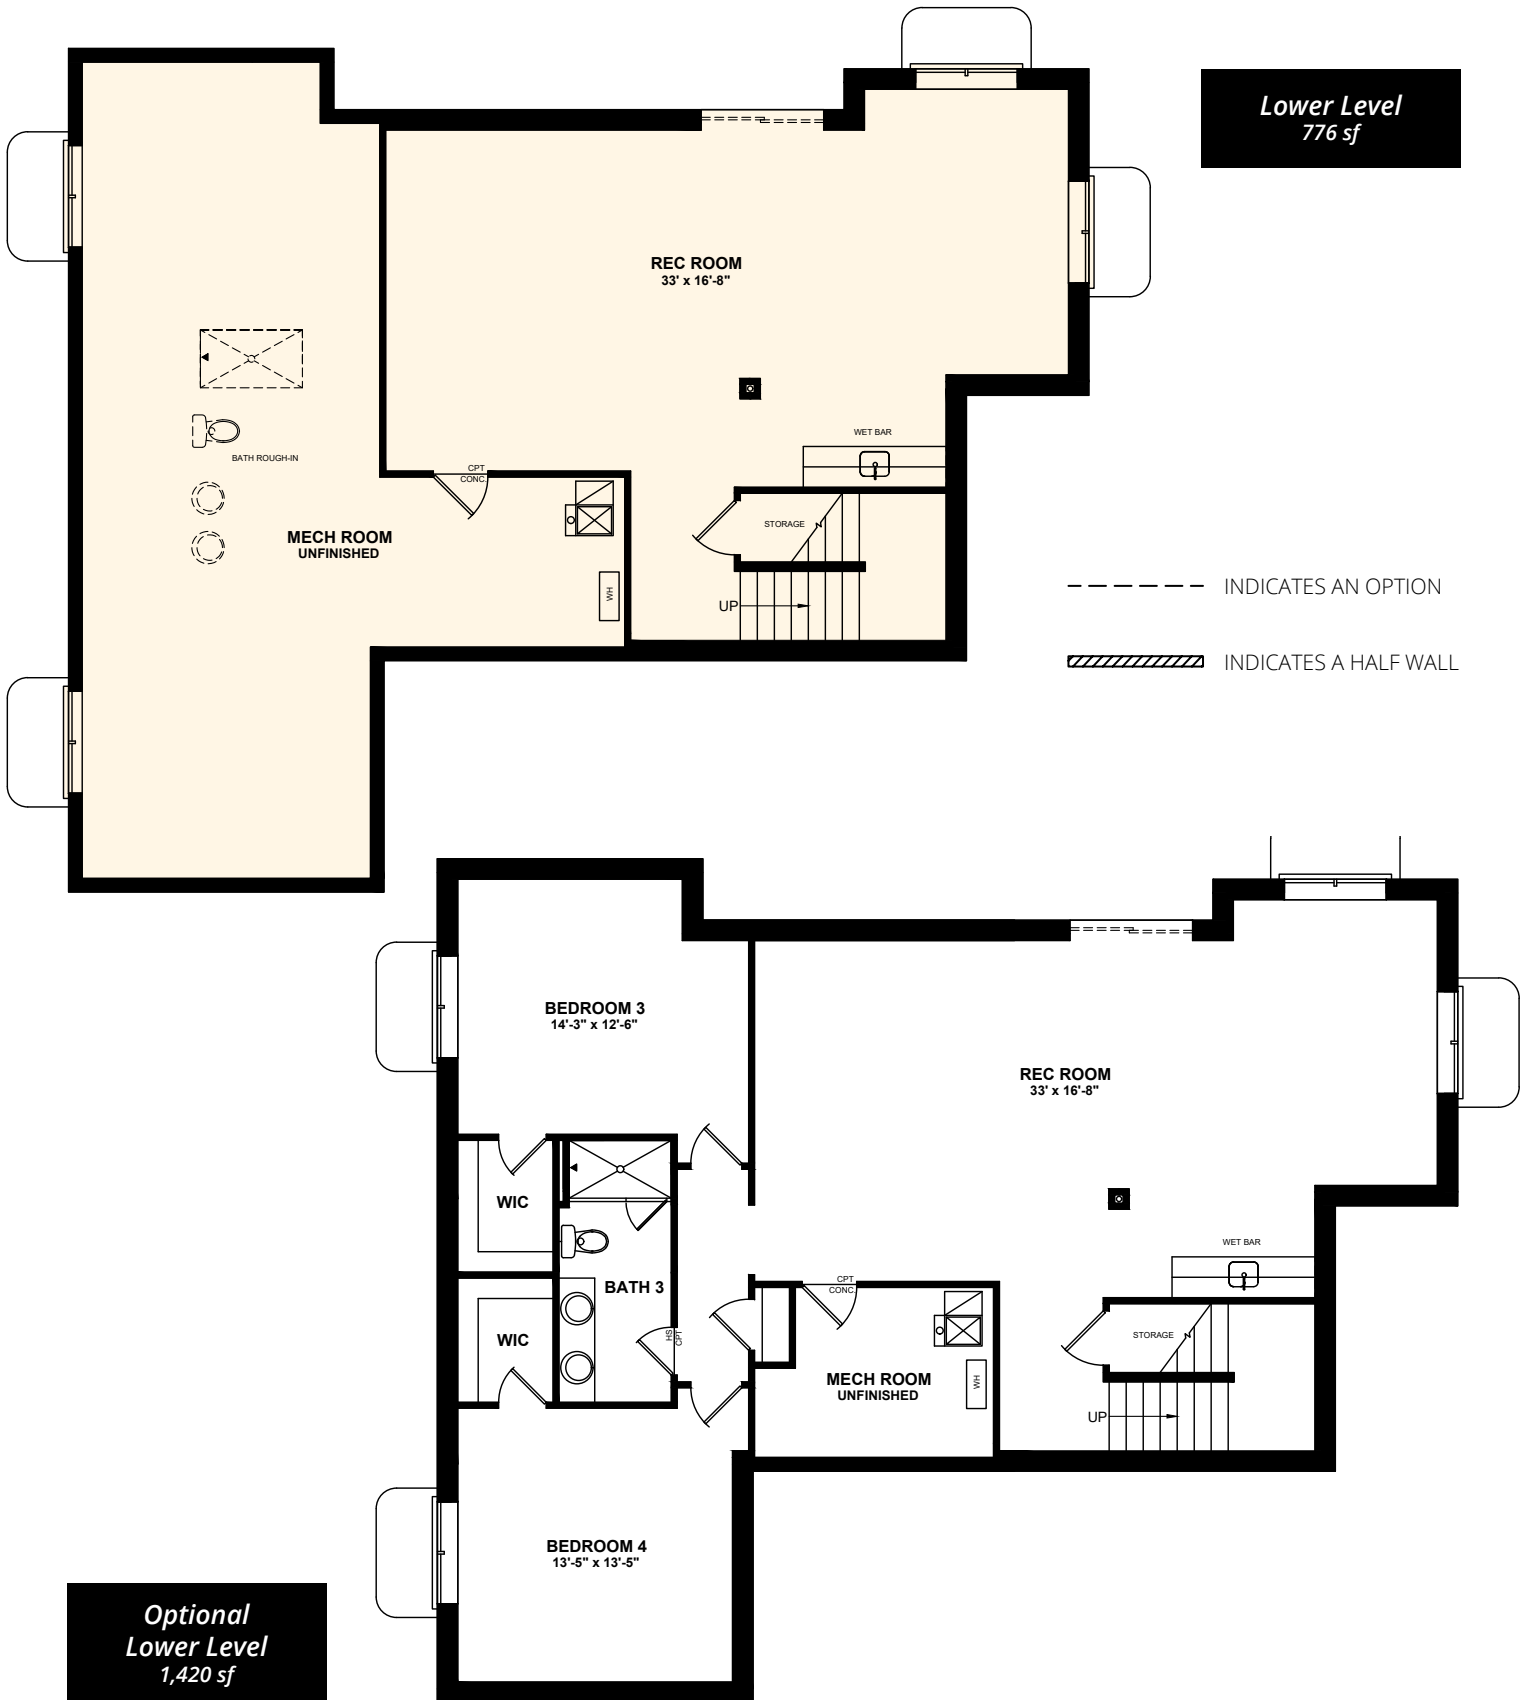 Lower Level
776 sf
REC ROOM
33' x 16'-8"
WET BAR
BATH ROUGH-IN
CPT
CONC.
MECH ROOM
UNFINISHED
WH
STORAGE
UP
INDICATES AN OPTION
INDICATES A HALF WALL
BEDROOM 3
14'-3" x 12'-6"
REC ROOM
33' x 16'-8"
WIC
WET BAR
BATH 3
CPT
CONC.
WIC
HS
CPT
STORAGE
MECH ROOM
UNFINISHED
WH
UP
BEDROOM 4
13'-5" x 13'-5"
Optional
Lower Level
1,420 sf